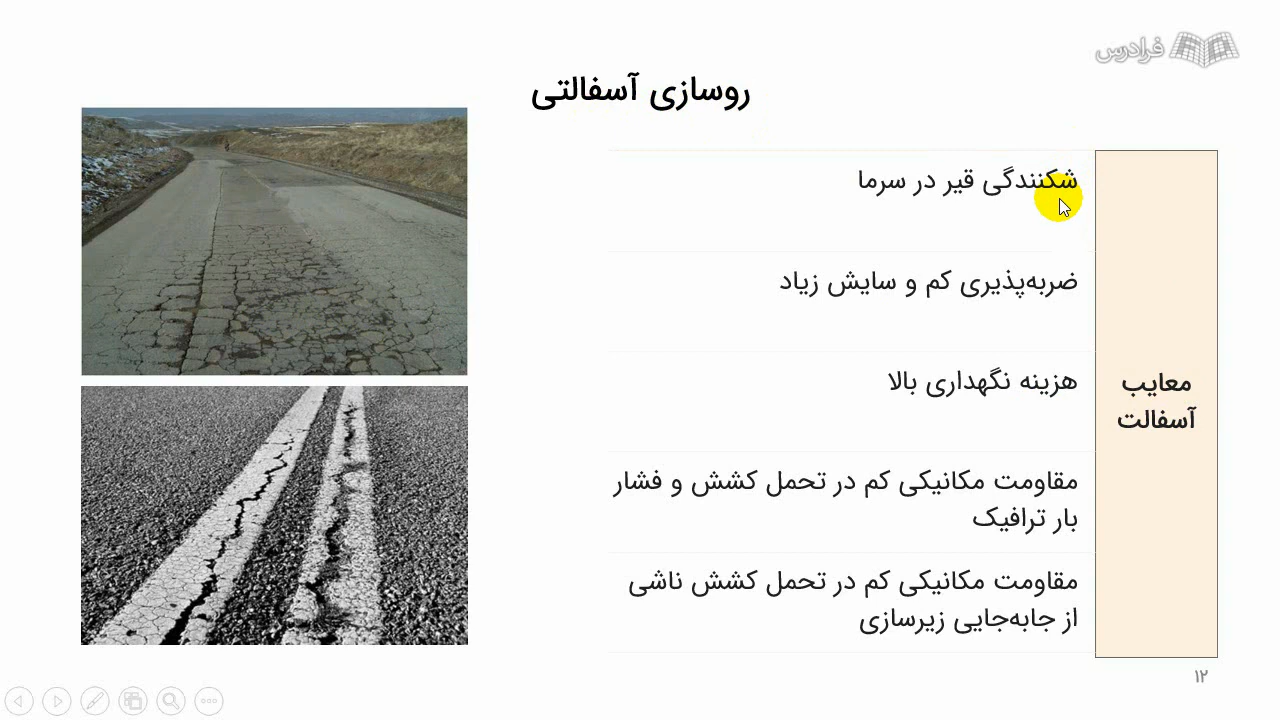 فرادرس
روسازی آسفالتی
معایب
آسفالت
شکنندگی قیر در سرما
ضربه‌پذیری کم و سایش زیاد
هزینه نگهداری بالا
مقاومت مکانیکی کم در تحمل کشش و فشار
بار ترافیک
مقاومت مکانیکی کم در تحمل کشش ناشی
از جابه‌جایی زیرسازی
۱۲